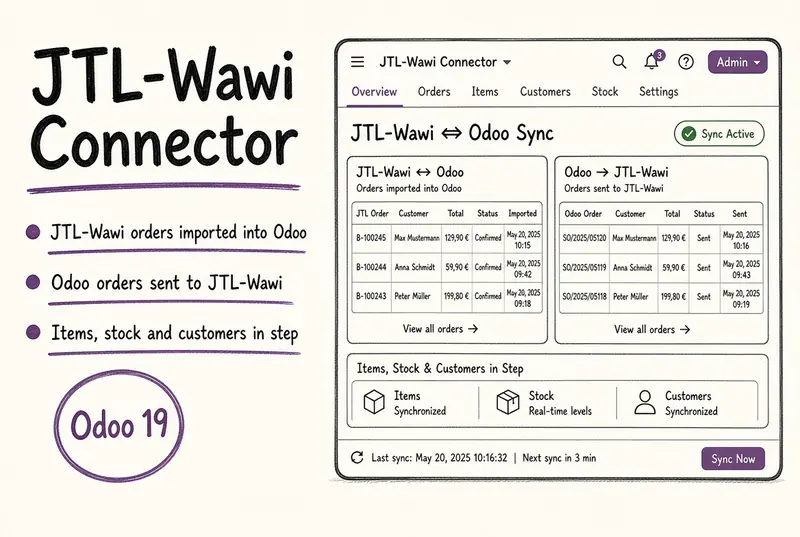 JTL-Wawi
Connector
JTL-Wawi orders imported into Odoo
Odoo orders sent to JTL-Wawi
Items, stock and customers in step
Odoo 19
JTL-Wawi Connector
3
?
Admin
Overview Orders Items Customers Stock Settings
JTL-Wawi ⇔ Odoo Sync
Sync Active
JTL-Wawi ↔ Odoo
Orders imported into Odoo
JTL Order Customer Total Status Imported
B-100245 Max Mustermann 129,90 € Confirmed May 20, 2025 10:15
B-100244 Anna Schmidt 59,90 € Confirmed May 20, 2025 09:42
B-100243 Peter Müller 199,80 € Confirmed May 20, 2025 09:18
View all orders →
Odoo → JTL-Wawi
Orders sent to JTL-Wawi
Odoo Order Customer Total Status Sent
SO/2025/05120 Max Mustermann 129,90 € Sent May 20, 2025 10:16
SO/2025/05119 Anna Schmidt 59,90 € Sent May 20, 2025 09:43
SO/2025/05118 Peter Müller 199,80 € Sent May 20, 2025 09:19
View all orders →
Items, Stock & Customers in Step
Items
Synchronized
Stock
Real-time levels
Customers
Synchronized
Last sync: May 20, 2025 10:16:32 | Next sync in 3 min
Sync Now